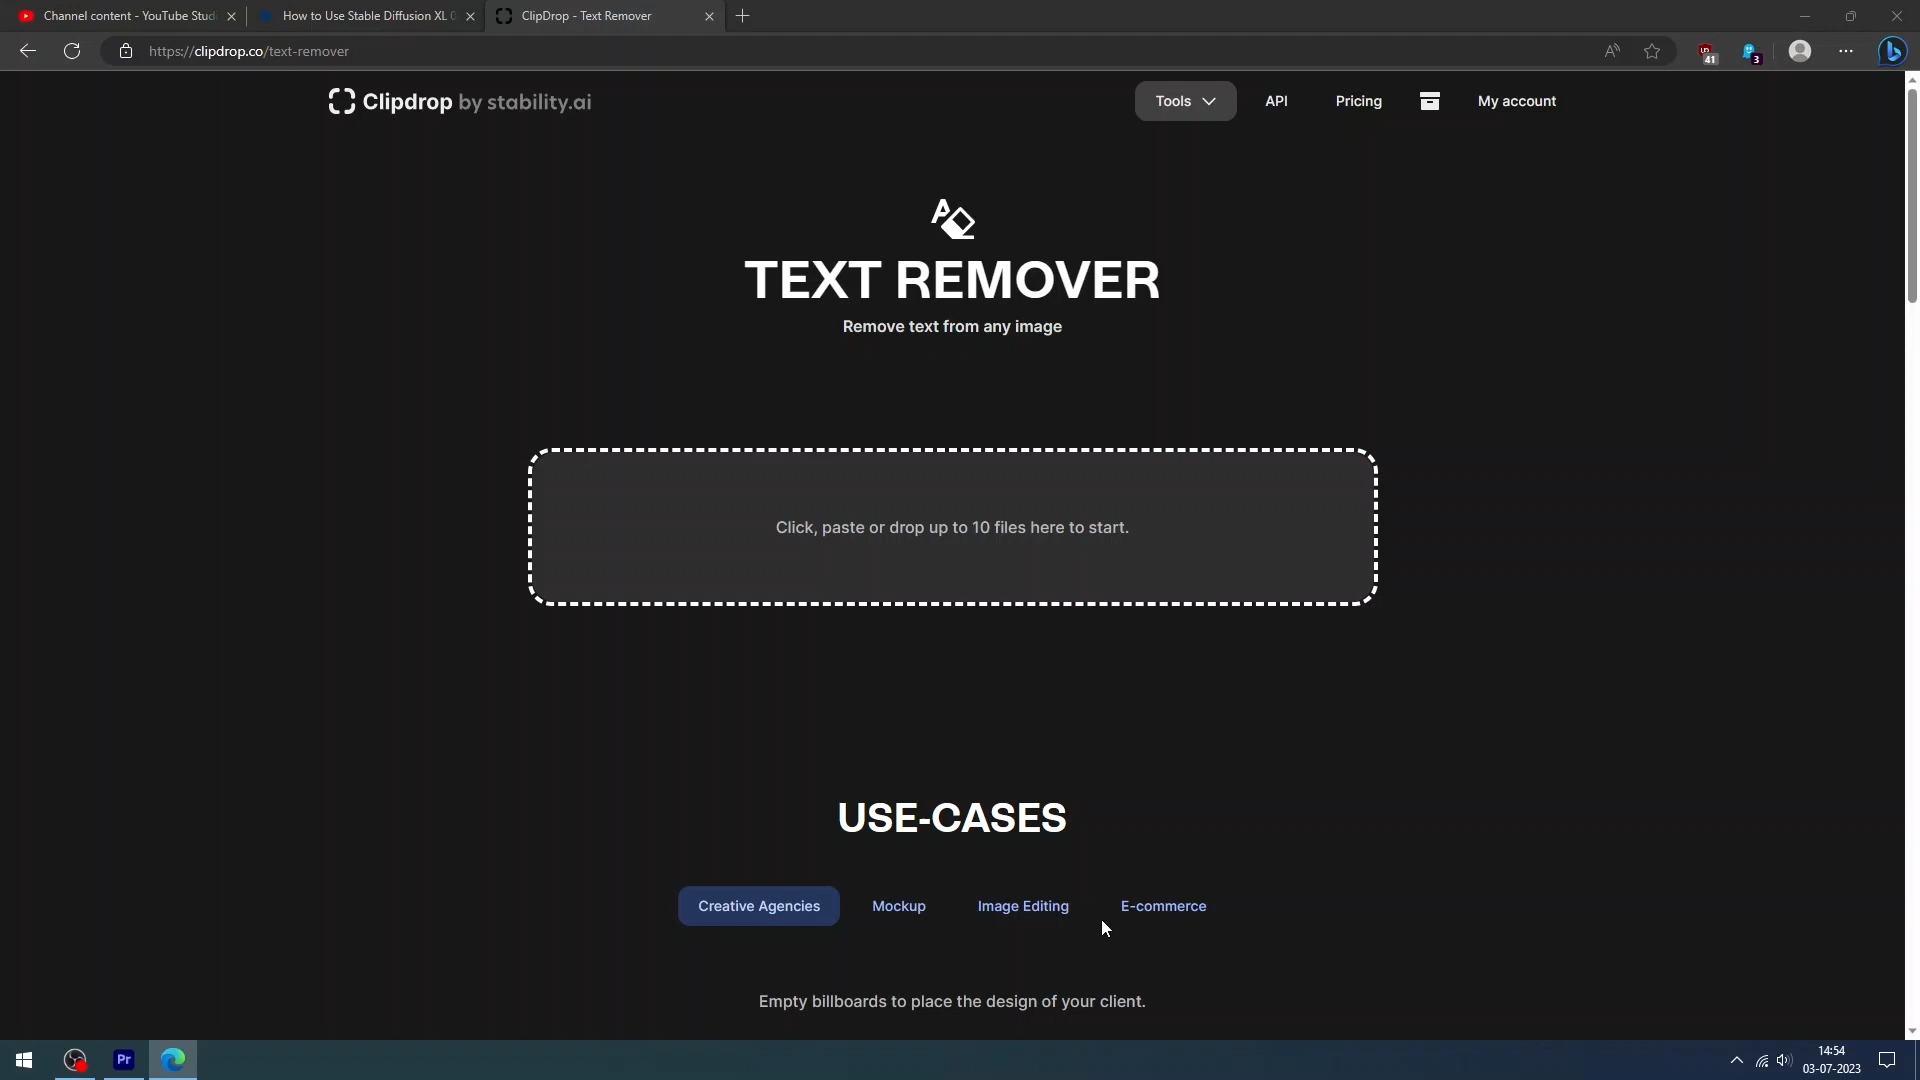 Channel content - YouTube Stud
How to Use Stable Diffusion XL 0
ClipDrop - Text Remover
https://clipdrop.co/text-remover
41
3
Clipdrop by stability.ai
Tools
API
Pricing
My account
TEXT REMOVER
Remove text from any image
Click, paste or drop up to 10 files here to start.
USE-CASES
Creative Agencies
Mockup
Image Editing
E-commerce
Empty billboards to place the design of your client.
Pr
14:54
03-07-2023